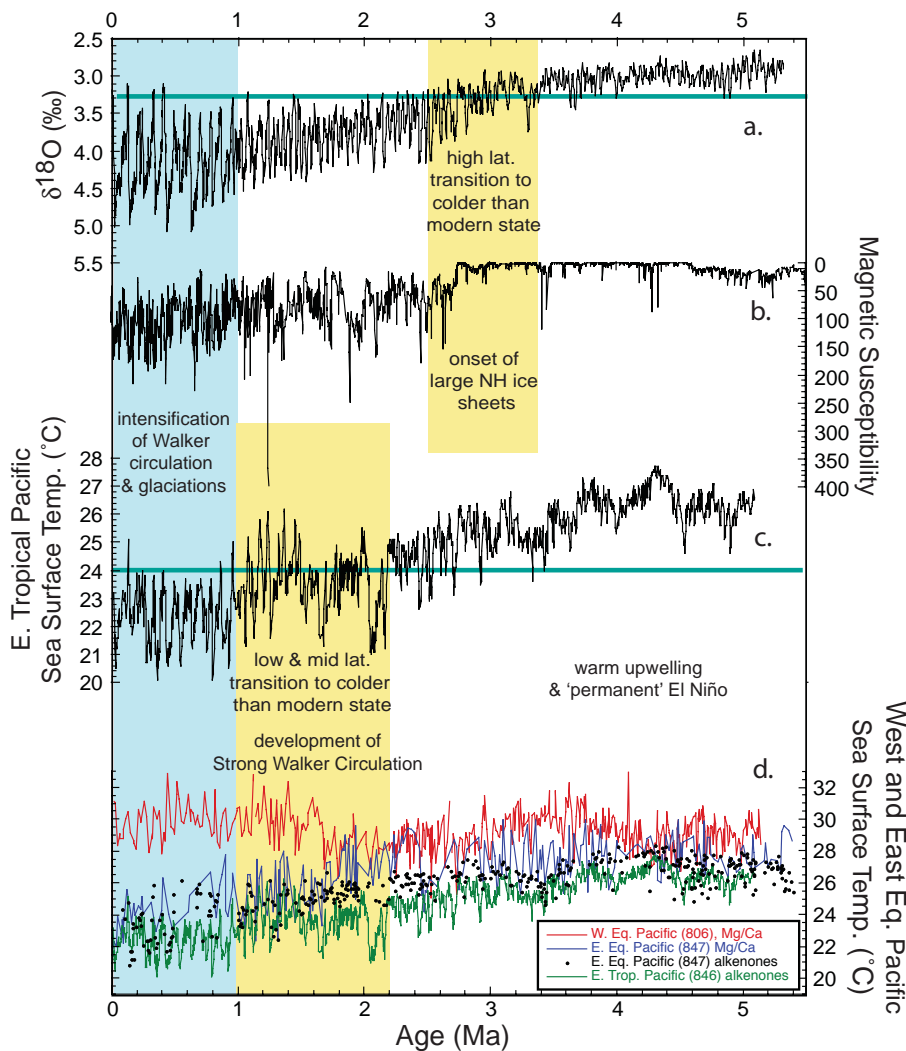 0 1 2 3 4 5
2.5
3.0
3.5
4.0
4.5
5.0
5.5
δ18O (‰)
a.
high lat.
transition to
colder than
modern state
0
50
100
150
200
250
300
350
400
Magnetic Susceptibility
b.
onset of
large NH ice
sheets
intensification
of Walker
circulation
& glaciations
28
27
26
25
24
23
22
21
20
E. Tropical Pacific
Sea Surface Temp. (˚C)
c.
low & mid lat.
transition to colder
than modern state
warm upwelling
& ‘permanent’ El Niño
development of
Strong Walker Circulation
d.
32
30
28
26
24
22
20
West and East Eq. Pacific
Sea Surface Temp. (˚C)
W. Eq. Pacific (806), Mg/Ca
E. Eq. Pacific (847) Mg/Ca
E. Eq. Pacific (847) alkenones
E. Trop. Pacific (846) alkenones
0 1 2 3 4 5
Age (Ma)